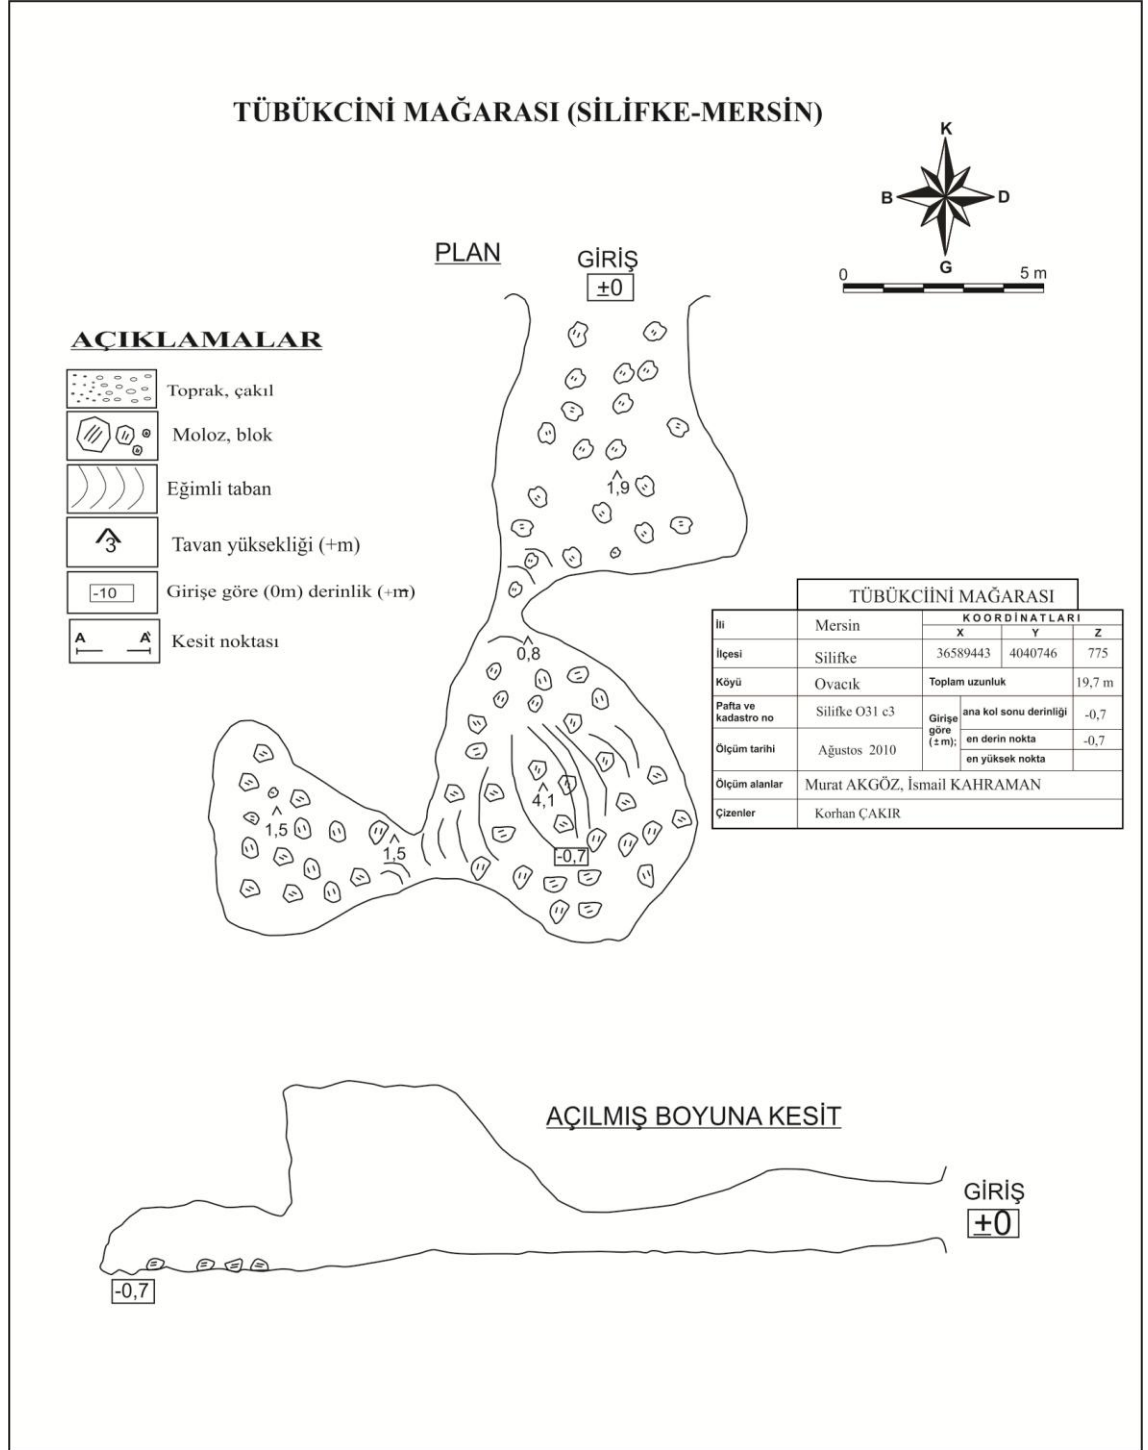 TÜBÜKCİNİ MAĞARASI (SİLİFKE-MERSİN)
K
B D
G
0 5 m
PLAN
GİRİŞ
±0
AÇIKLAMALAR
Toprak, çakıl
Moloz, blok
Eğimli taban
3 Tavan yüksekliği (+m)
-10 Girişe göre (0m) derinlik (+m)
A A' Kesit noktası
1,9
0,8
4,1
-0,7
1,5
1,5
TÜBÜKCİİNİ MAĞARASI
İli Mersin KOORDİNATLARI
X Y Z
İlçesi Silifke 36589443 4040746 775
Köyü Ovacık Toplam uzunluk 19,7 m
Pafta ve kadastro no Silifke O31 c3 Girişe göre (±m); ana kol sonu derinliği -0,7
Ölçüm tarihi Ağustos 2010 en derin nokta -0,7
en yüksek nokta
Ölçüm alanlar Murat AKGÖZ, İsmail KAHRAMAN
Çizenler Korhan ÇAKIR
AÇILMIŞ BOYUNA KESİT
GİRİŞ
±0
-0,7